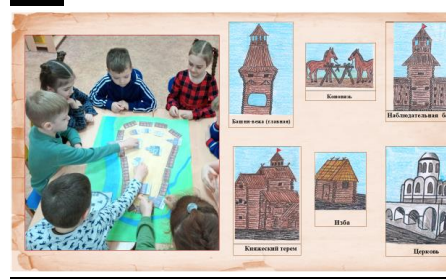 Башня-вежа (главная)
Коновязь
Наблюдательная б
Княжеский терем
Изба
Церковь